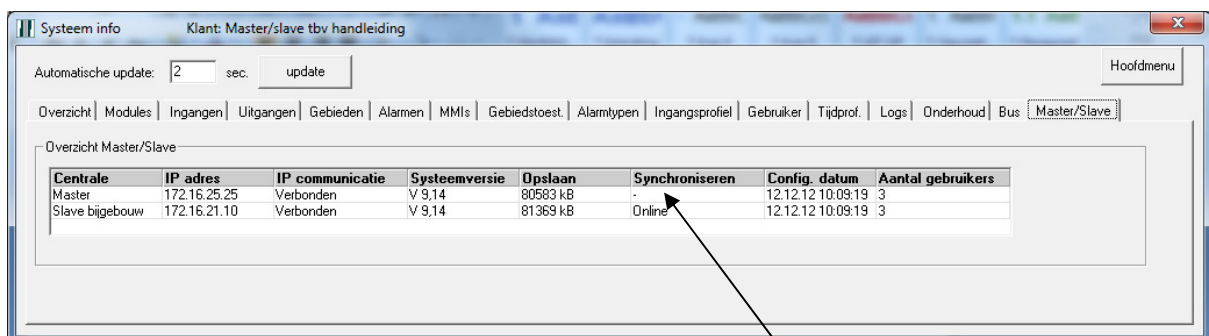 Systeem info Klant: Master/slave tbv handleiding
Automatische update: 2 sec. update Hoofdmenu
Overzicht Modules Ingangen Uitgangen Gebieden Alarmen MMIs Gebiedstoest. Alarmtypen Ingangsprofiel Gebruiker Tijdprof. Logs Onderhoud Bus Master/Slave
Overzicht Master/Slave
Centrale IP adres IP communicatie Systeemversie Opslaan Synchroniseren Config. datum Aantal gebruikers
Master 172.16.25.25 Verbonden V 9,14 80583 kB - 12.12.12 10:09:19 3
Slave bijgebouw 172.16.21.10 Verbonden V 9,14 81369 kB Online 12.12.12 10:09:19 3